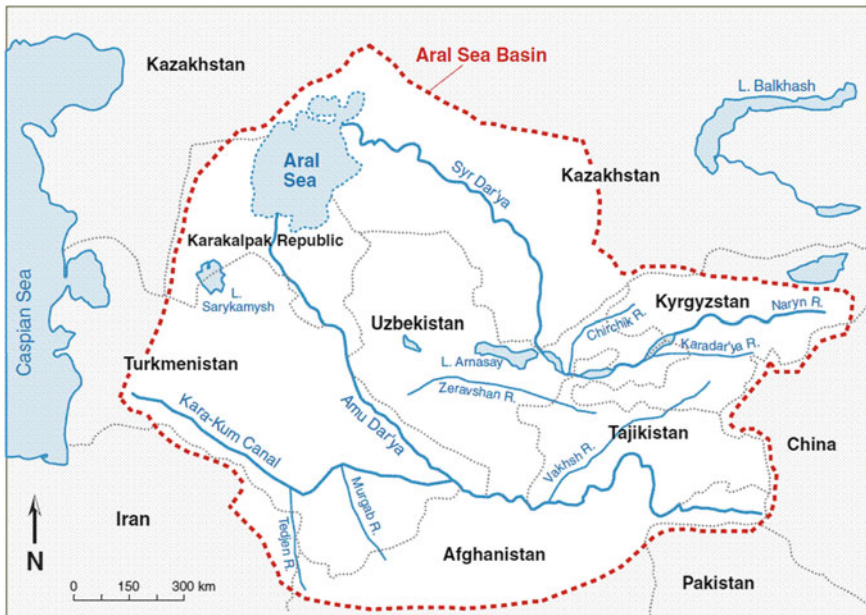 Kazakhstan
Aral Sea Basin
L. Balkhash
Aral
Sea
Syr Dar'ya
Kazakhstan
Karakalpak Republic
L.
Sarykamysh
Caspian Sea
Uzbekistan
Kyrgyzstan
Naryn R.
Chirchik R.
Karadar'ya R.
L. Arnasay
Turkmenistan
Zeravshan R.
Kara-Kum Canal
Amu Dar'ya
Tajikistan
Vakhsh R.
China
Iran
Murgab R.
Tedjen R.
Afghanistan
Pakistan
N
0 150 300 km